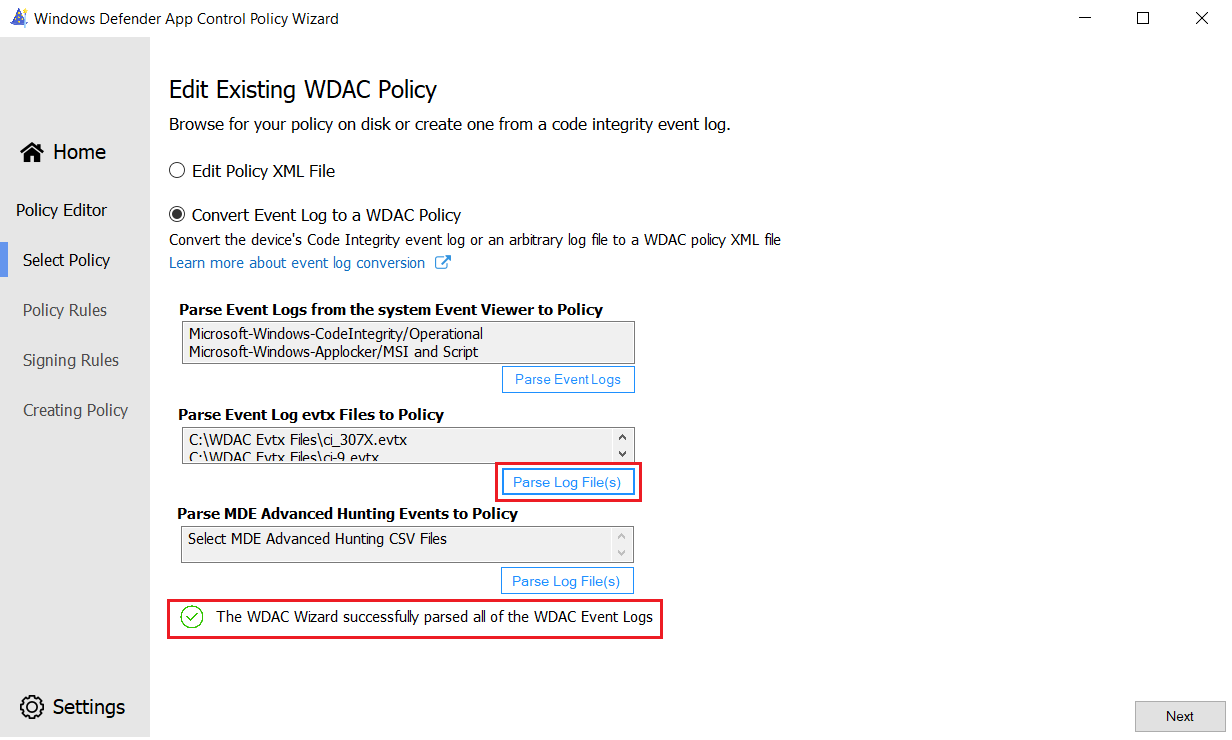 Windows Defender App Control Policy Wizard
Edit Existing WDAC Policy
Browse for your policy on disk or create one from a code integrity event log.
Home
Policy Editor
Select Policy
Policy Rules
Signing Rules
Creating Policy
Settings
Edit Policy XML File
Convert Event Log to a WDAC Policy
Convert the device's Code Integrity event log or an arbitrary log file to a WDAC policy XML file
Learn more about event log conversion
Parse Event Logs from the system Event Viewer to Policy
Microsoft-Windows-CodeIntegrity/Operational
Microsoft-Windows-Applocker/MSI and Script
Parse Event Logs
Parse Event Log evtx Files to Policy
C:\WDAC Evtx Files\ci_307X.evtx
C:\WDAC Evtx Files\ci-9.evtx
Parse Log File(s)
Parse MDE Advanced Hunting Events to Policy
Select MDE Advanced Hunting CSV Files
Parse Log File(s)
The WDAC Wizard successfully parsed all of the WDAC Event Logs
Next